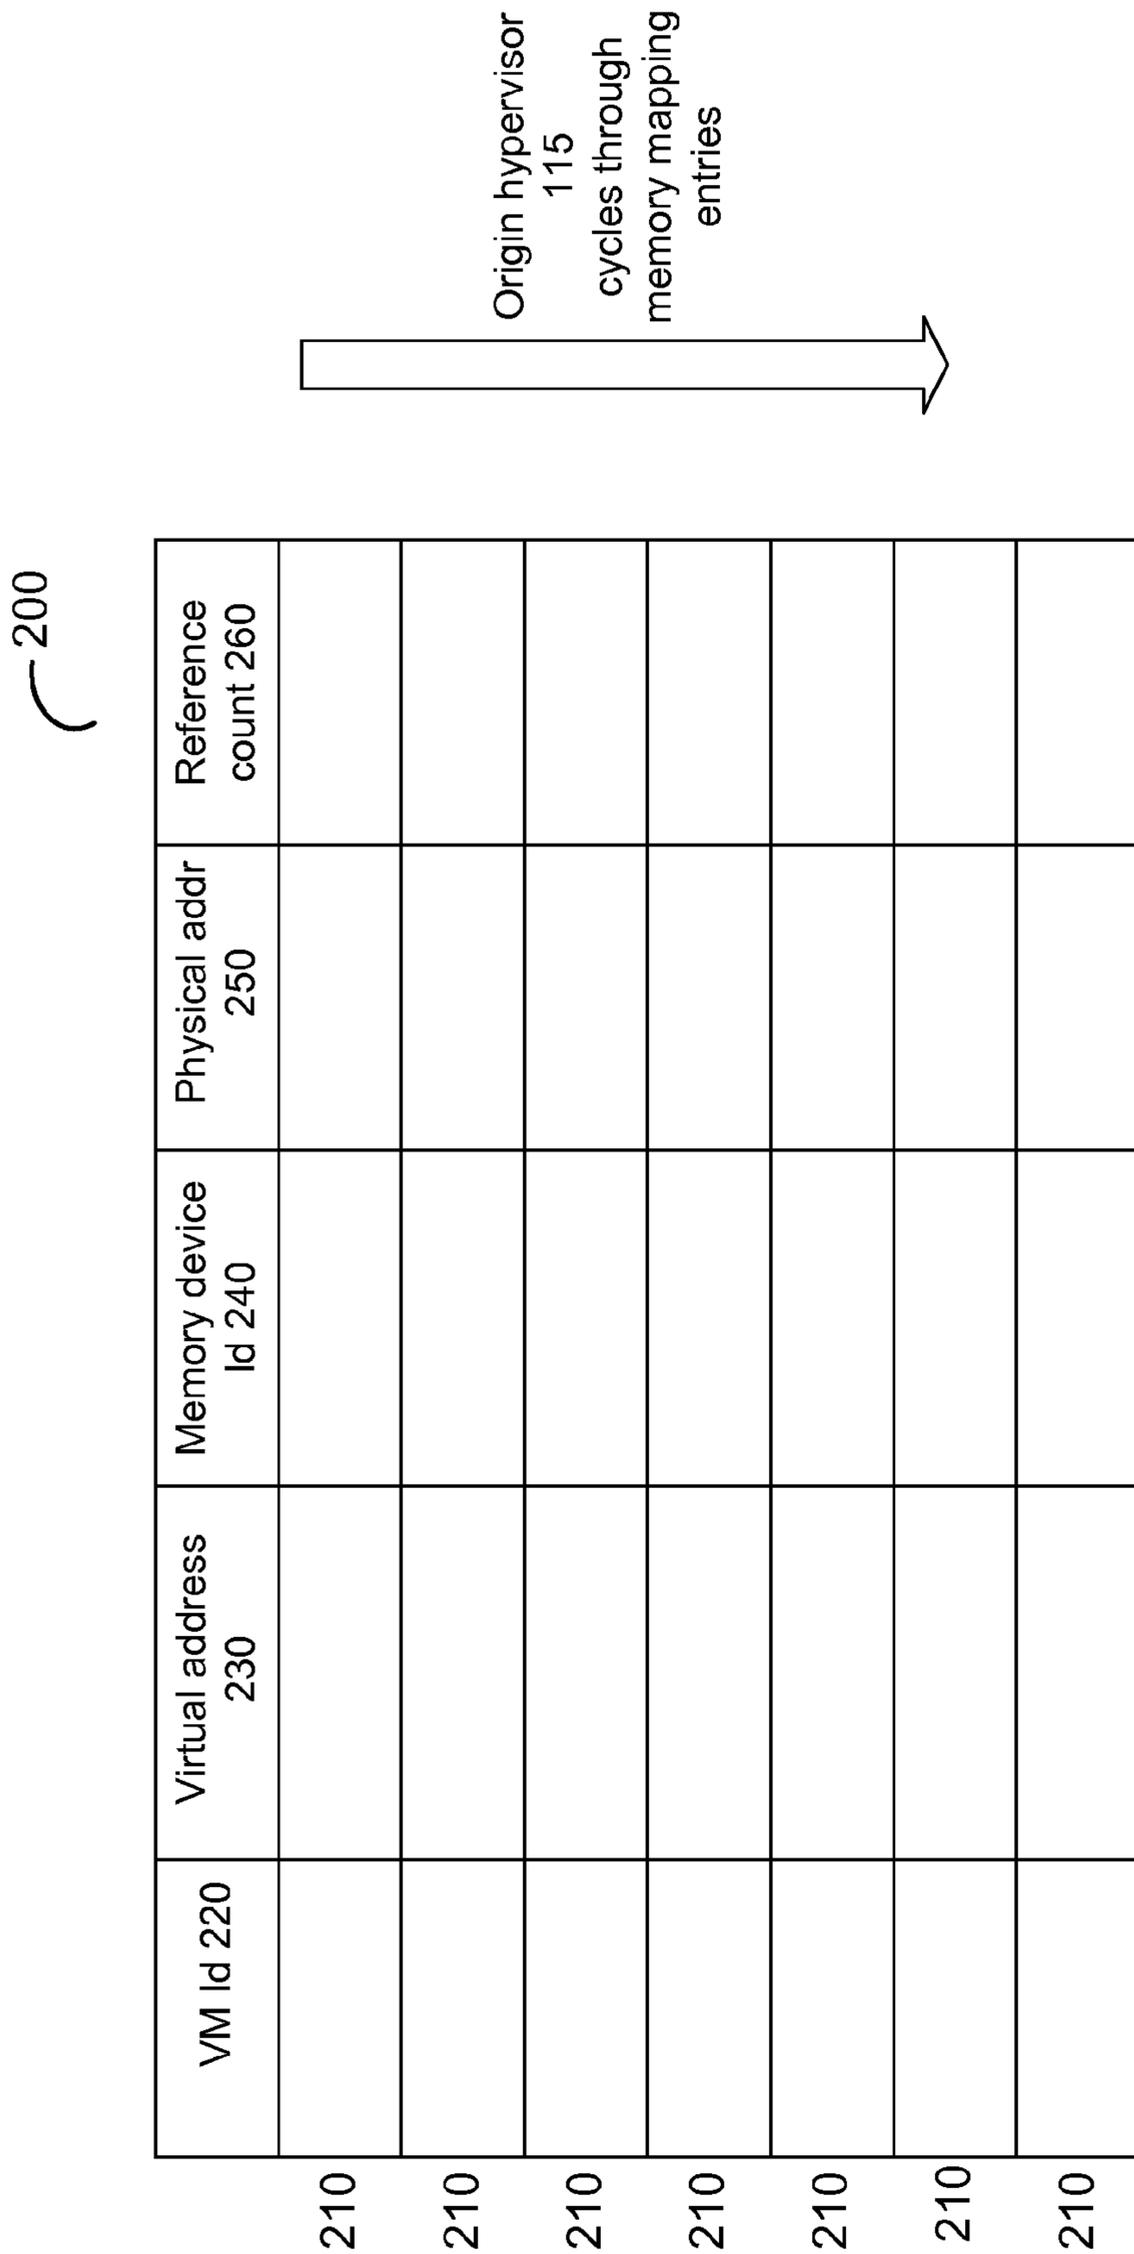 200
VM Id 220
Virtual address
230
Memory device
Id 240
Physical addr
250
Reference
count 260
210
210
210
210
210
210
210
Origin hypervisor
115
cycles through
memory mapping
entries